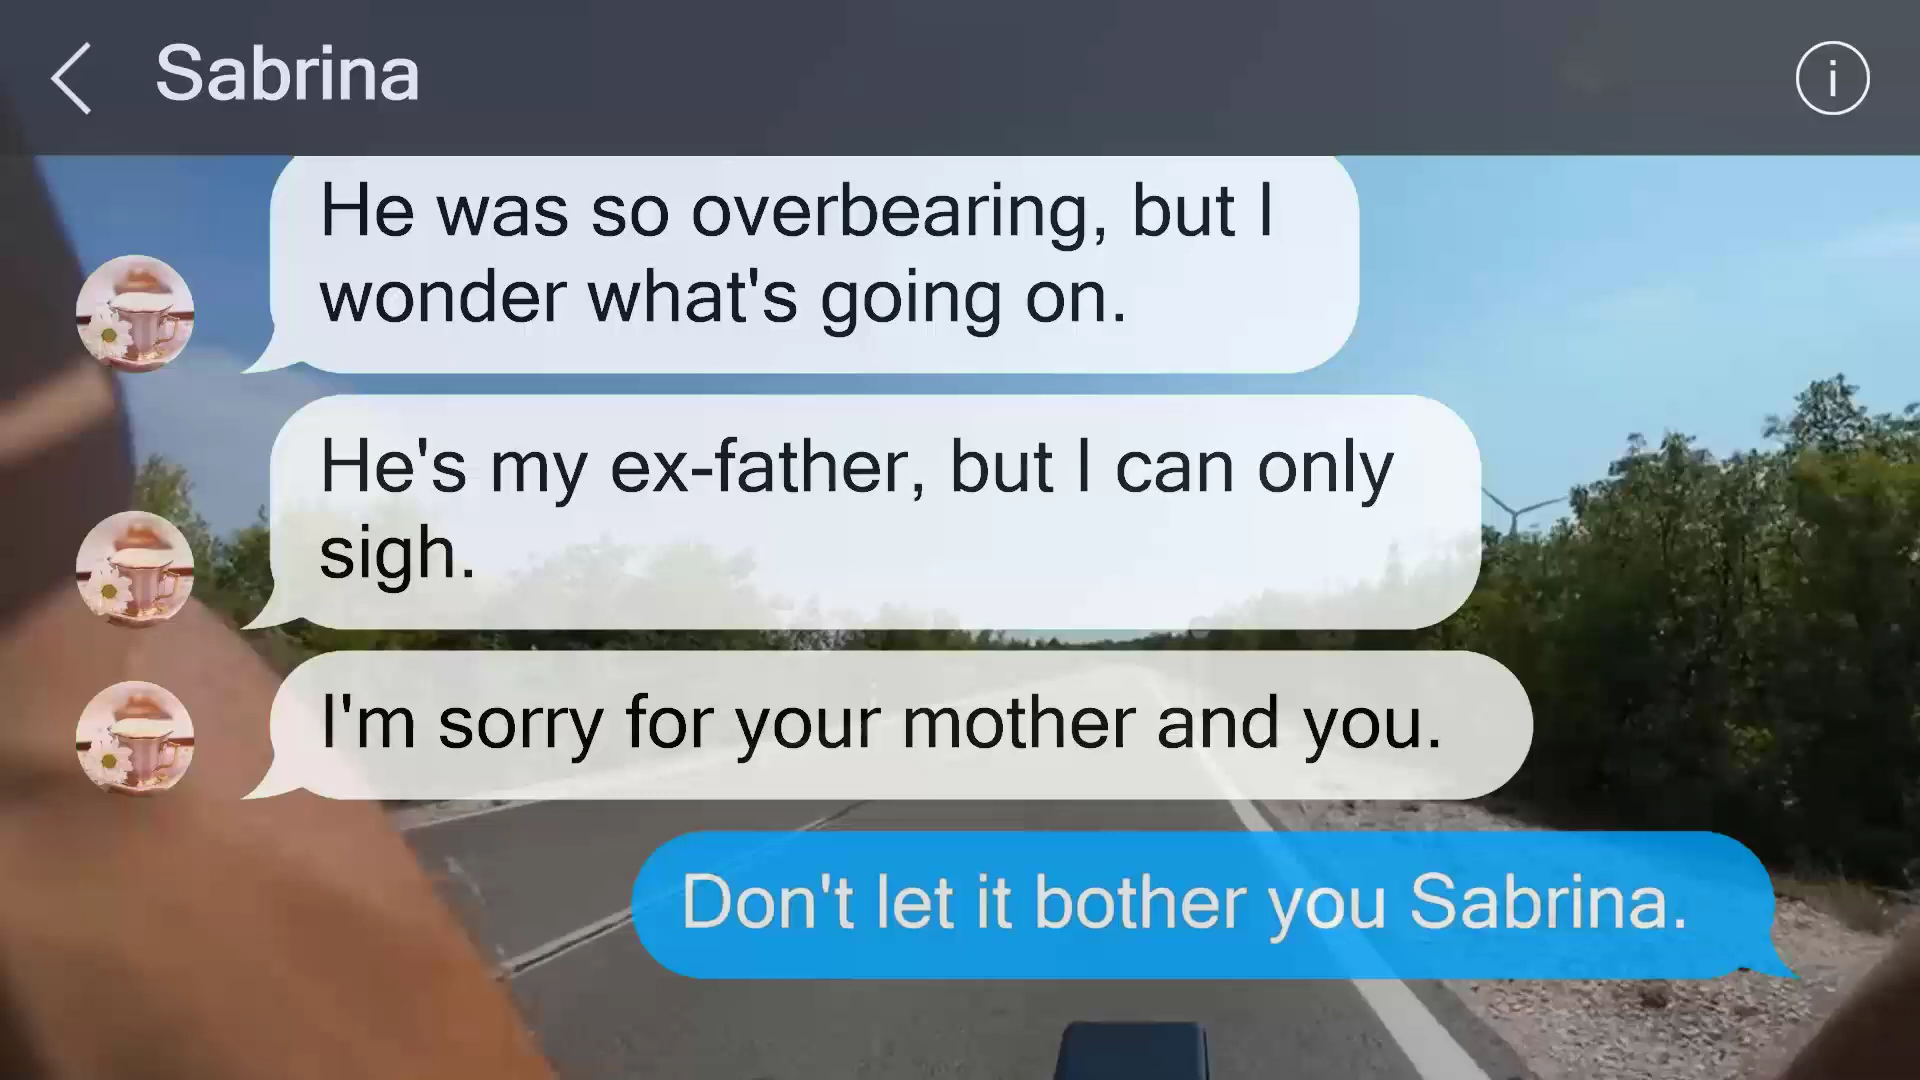 Sabrina
He was so overbearing, but I
wonder what's going on.
He's my ex-father, but I can only
sigh.
I'm sorry for your mother and you.
Don't let it bother you Sabrina.